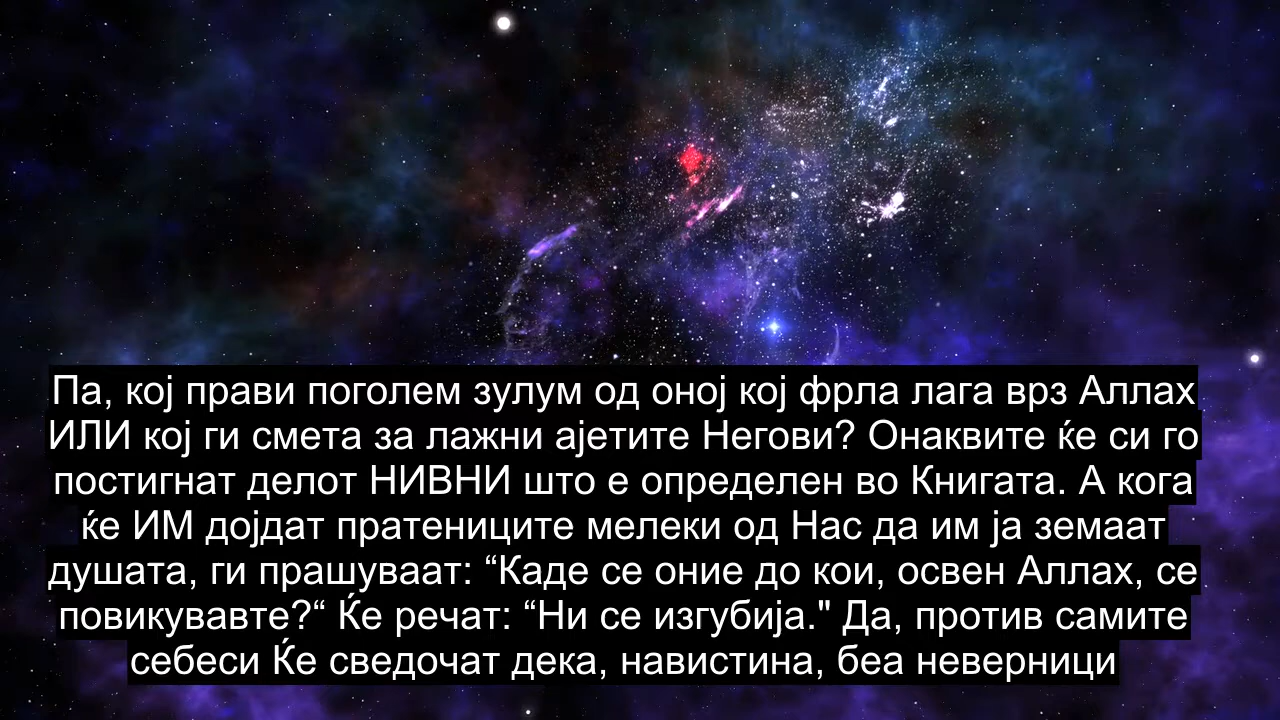 Па, кој прави поголем зулум од оној кој фрла лага врз Аллах
ИЛИ кој ги смета за лажни ајетите Негови? Онаквите ќе си го
постигнат делот НИВНИ што е определен во Книгата. А кога
ќе ИМ дојдат пратениците мелеки од Нас да им ја земаат
душата, ги прашуваат: “Каде се оние до кои, освен Аллах, се
повикувавте?“ Ќе речат: “Ни се изгубија." Да, против самите
себеси Ќе сведочат дека, навистина, беа неверници